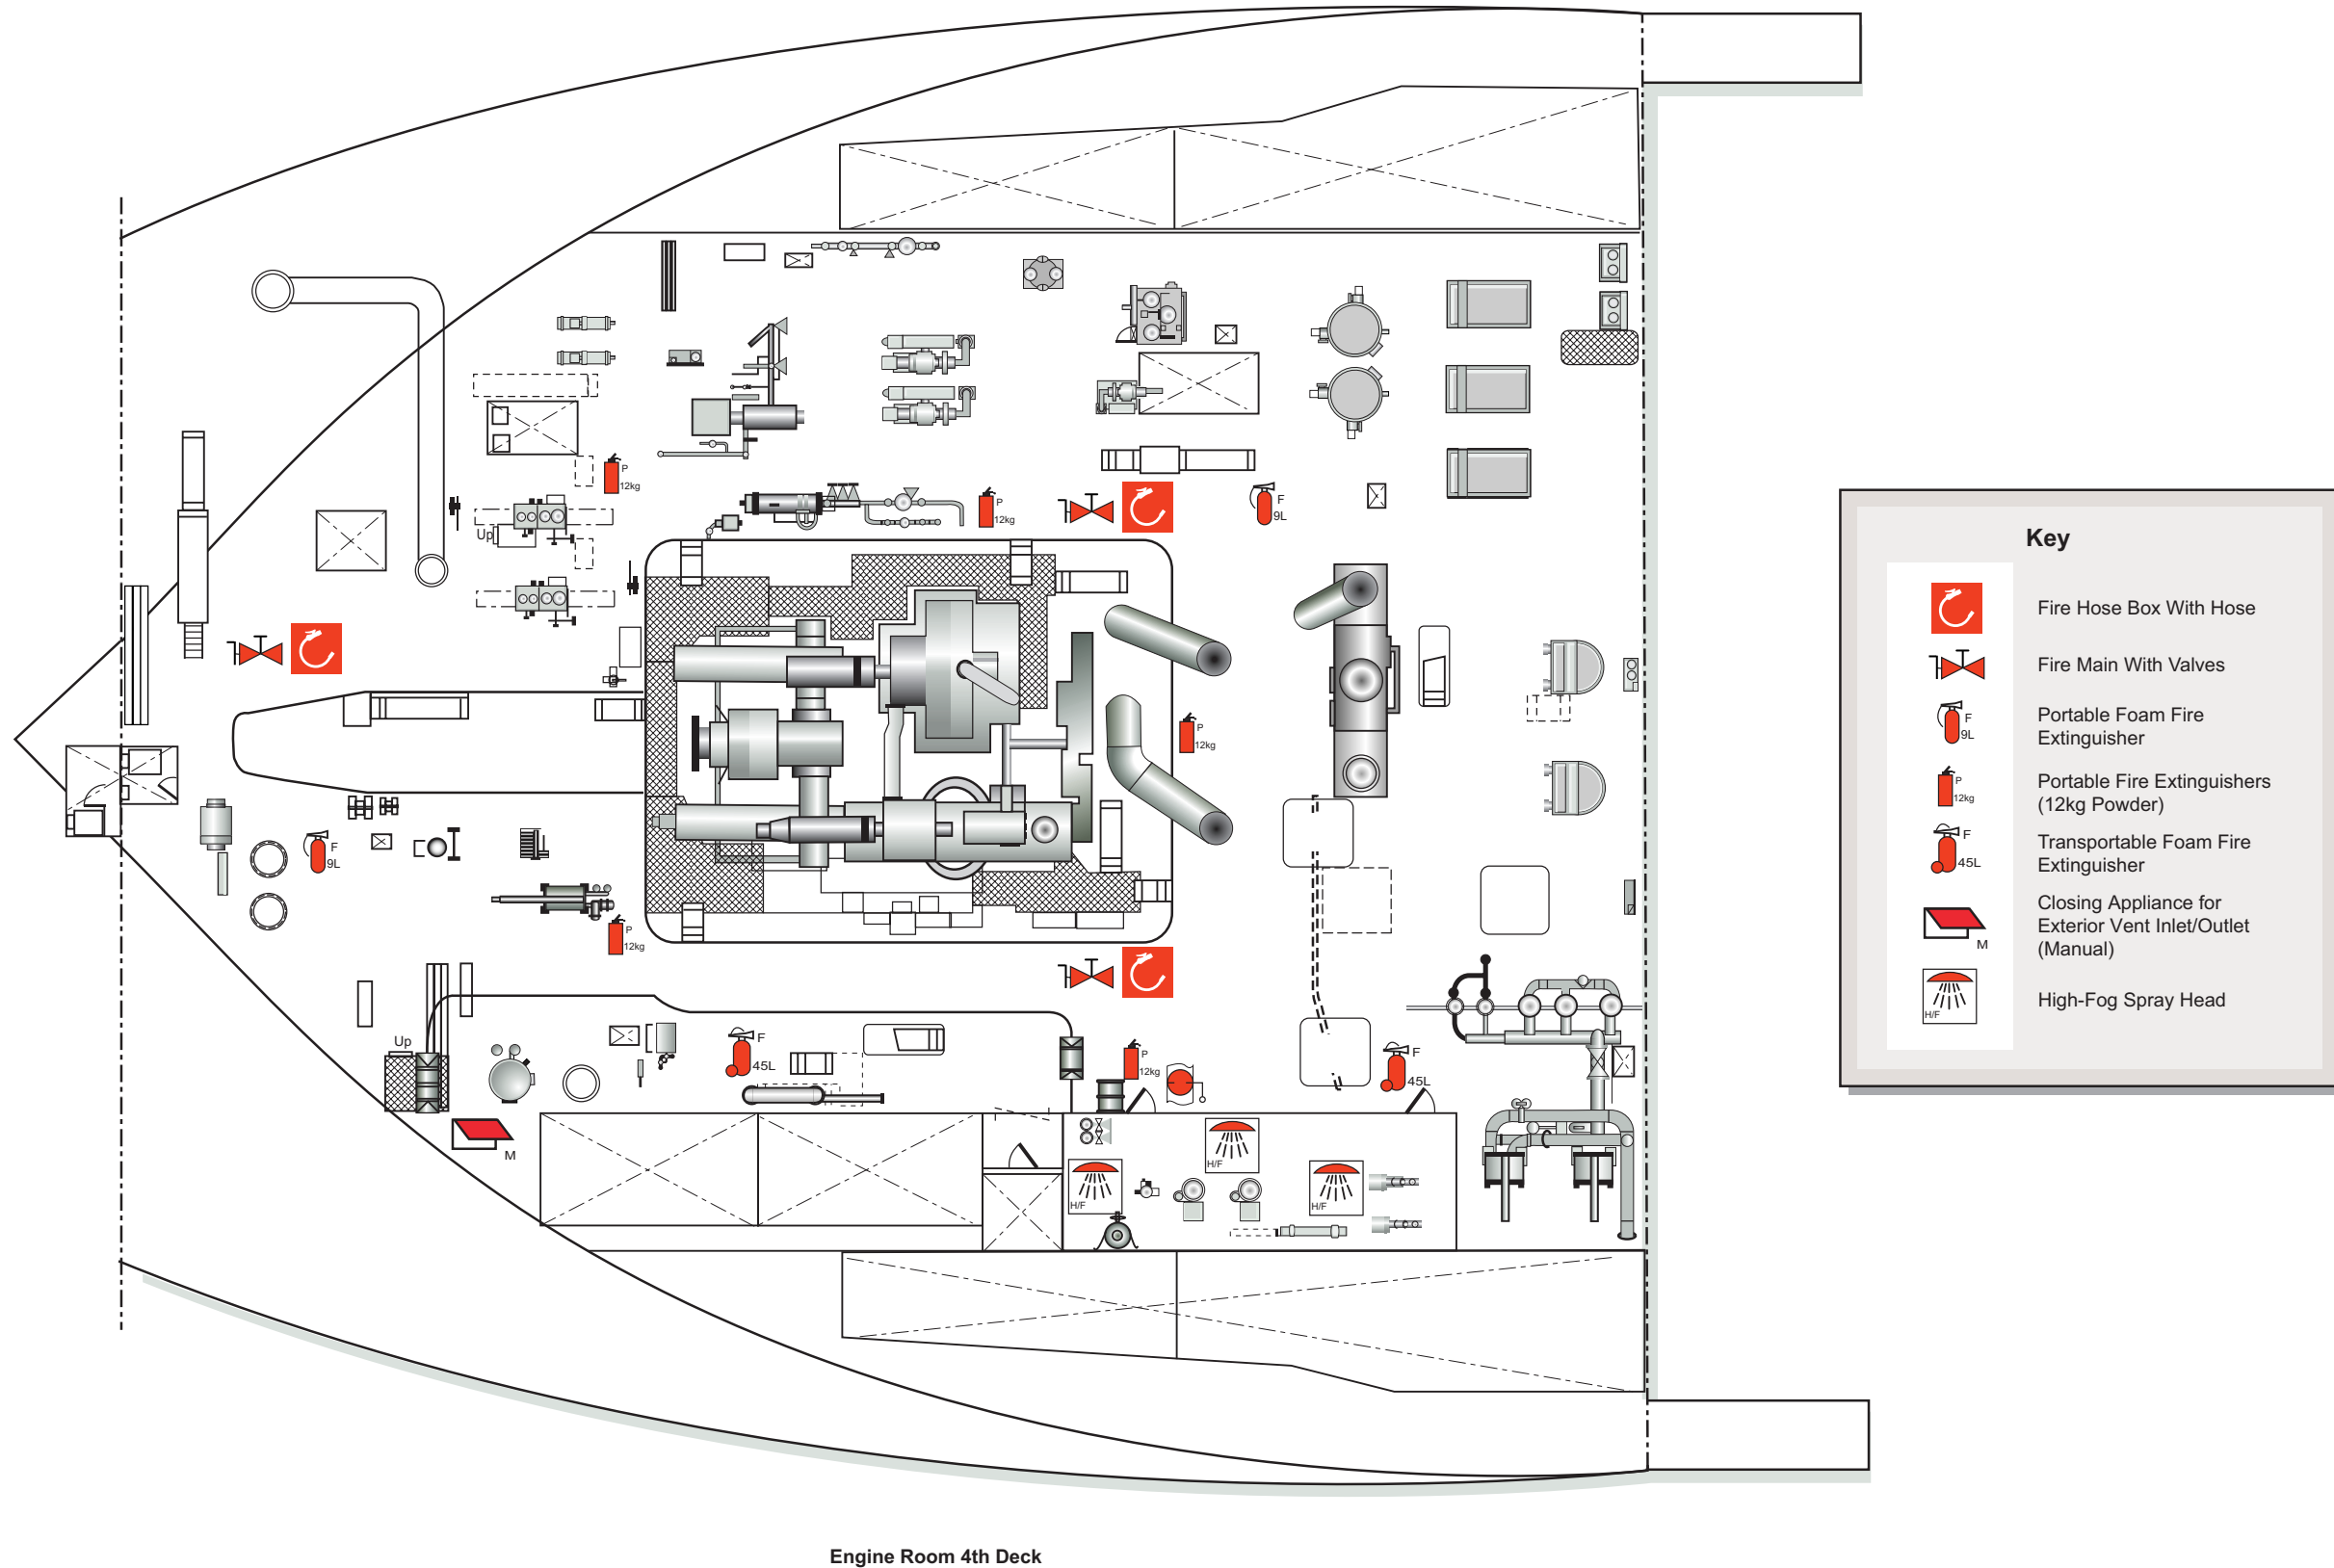 P
12kg
P
12kg
F
9L
Up
Key
Fire Hose Box With Hose
Fire Main With Valves
F
9L
Portable Foam Fire
Extinguisher
P
12kg
Portable Fire Extinguishers
(12kg Powder)
F
45L
Transportable Foam Fire
Extinguisher
M
Closing Appliance for
Exterior Vent Inlet/Outlet
(Manual)
H/F
High-Fog Spray Head
P
12kg
F
9L
P
12kg
Up
F
45L
P
12kg
F
45L
M
H/F
H/F
H/F
Engine Room 4th Deck